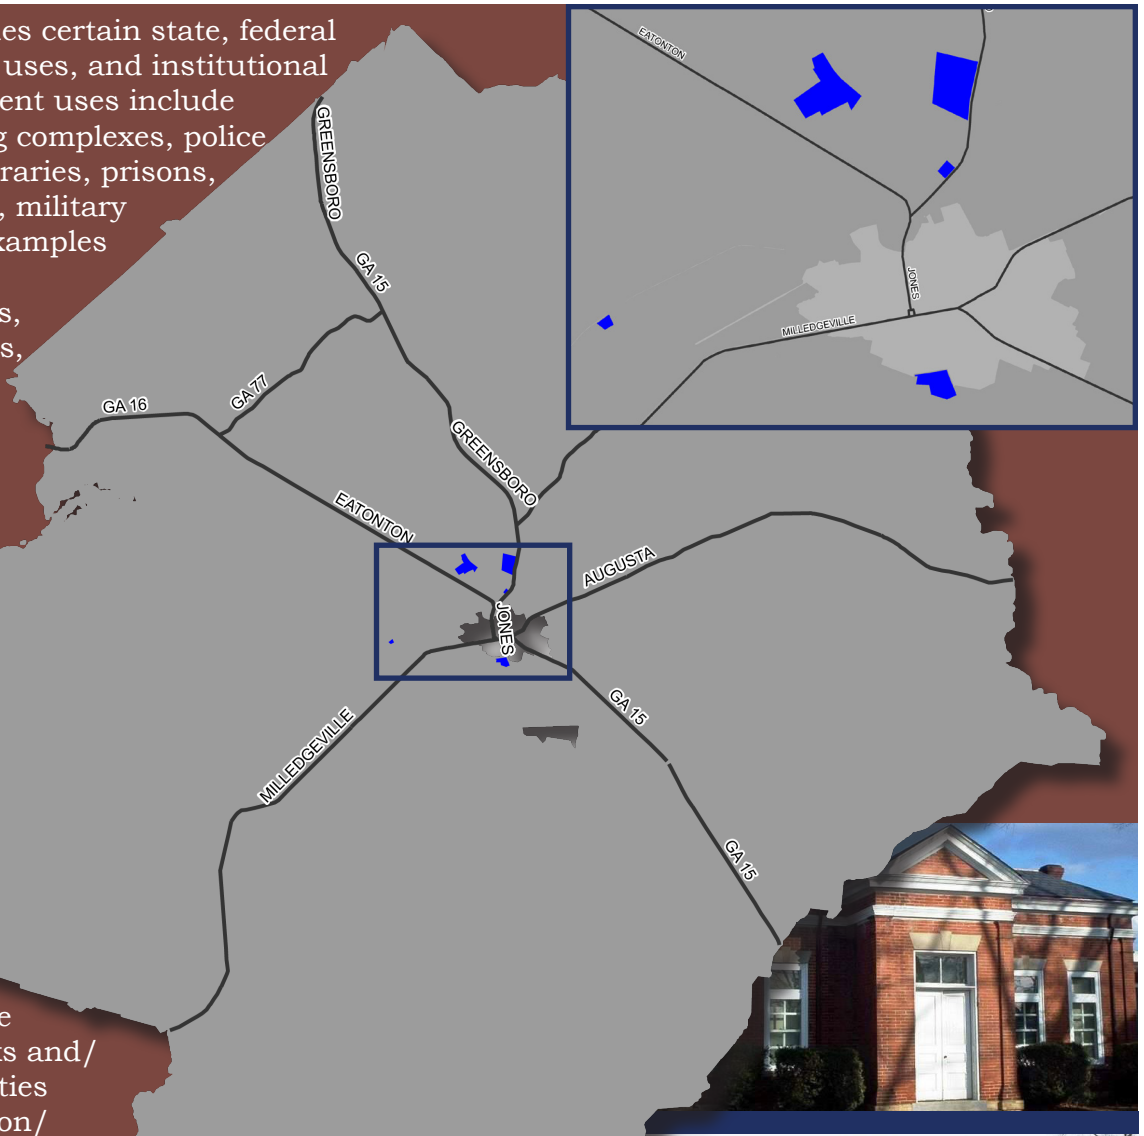 es certain state, federal
uses, and institutional
ent uses include
g complexes, police
raries, prisons,
, military
xamples
s,
s,
e
ts and/
ties
on/
EATONTON
JONES
MILLEDGEVILLE
GREENSBORO
GA 15
GA 77
GA 16
GREENSBORO
EATONTON
AUGUSTA
JONES
GA 15
MILLEDGEVILLE
GA 15